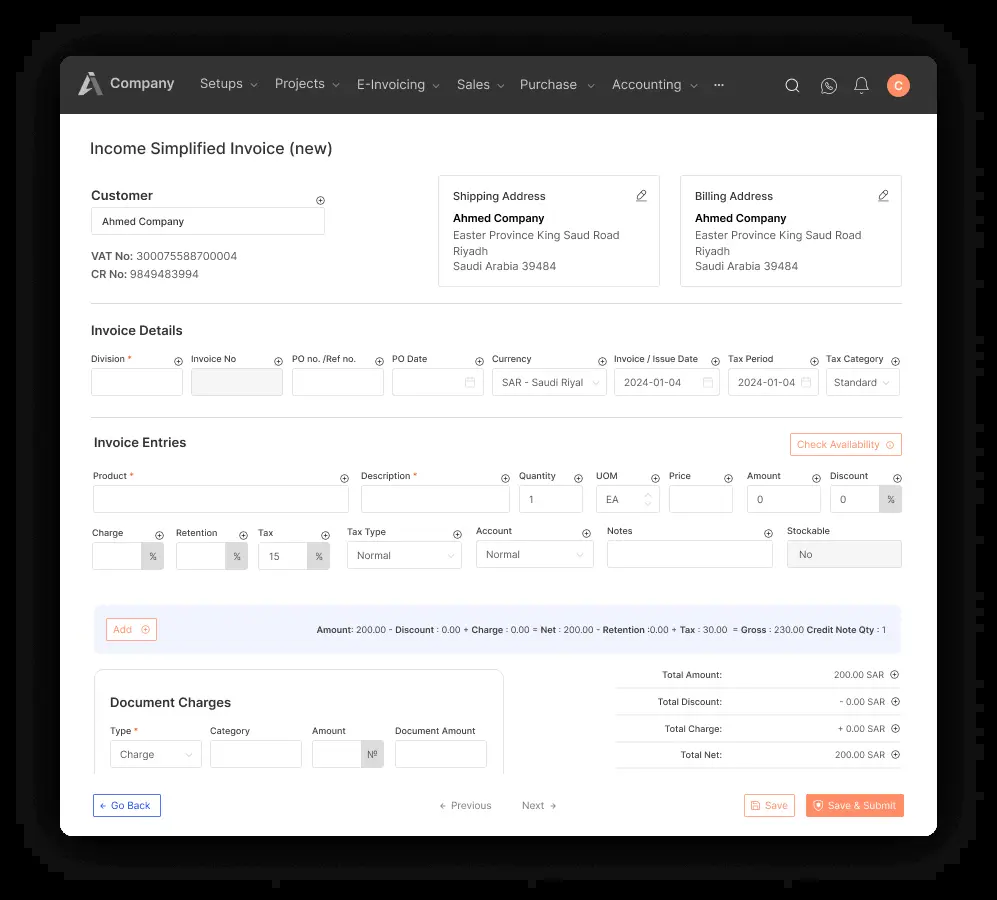 Company Setups Projects E-Invoicing Sales Purchase Accounting ... C
Income Simplified Invoice (new)
Customer
Ahmed Company
VAT No: 300075588700004
CR No: 9849483994
Shipping Address
Ahmed Company
Easter Province King Saud Road
Riyadh
Saudi Arabia 39484
Billing Address
Ahmed Company
Easter Province King Saud Road
Riyadh
Saudi Arabia 39484
Invoice Details
Division * Invoice No PO no. /Ref no. PO Date Currency Invoice / Issue Date Tax Period Tax Category
SAR - Saudi Riyal 2024-01-04 2024-01-04 Standard
Invoice Entries
Check Availability
Product * Description * Quantity UOM Price Amount Discount
1 EA 0 0 %
Charge Retention Tax Tax Type Account Notes Stockable
% % 15 % Normal Normal No
Add
Amount: 200.00 - Discount : 0.00 + Charge : 0.00 = Net : 200.00 - Retention :0.00 + Tax : 30.00 = Gross : 230.00 Credit Note Qty : 1
Document Charges
Type * Category Amount Document Amount
Charge Nº
Total Amount: 200.00 SAR
Total Discount: - 0.00 SAR
Total Charge: + 0.00 SAR
Total Net: 200.00 SAR
← Go Back ← Previous Next → Save Save & Submit